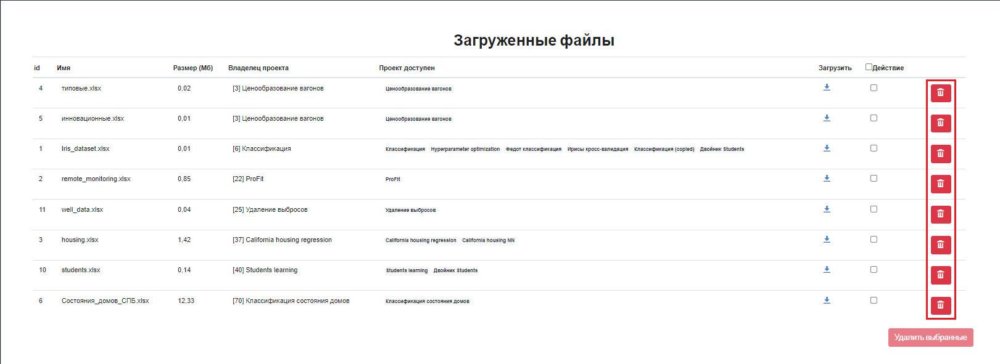 Загруженные файлы
id Имя Размер (Мб) Владелец проекта Проект доступен Загрузить Действие
4 типовые.xlsx 0,02 [3] Ценообразование вагонов Ценообразование вагонов
5 инновационные.xlsx 0,01 [3] Ценообразование вагонов Ценообразование вагонов
1 Iris_dataset.xlsx 0,01 [6] Классификация Классификация Hyperparameter optimization Федот классификация Ирисы кросс-валидация Классификация (copied) Двойник Students
2 remote_monitoring.xlsx 0,85 [22] ProFit ProFit
11 well_data.xlsx 0,04 [25] Удаление выбросов Удаление выбросов
3 housing.xlsx 1,42 [37] California housing regression California housing regression California housing NN
10 students.xlsx 0,14 [40] Students learning Students learning Двойник Students
6 Состояния_домов_СПБ.xlsx 12,33 [70] Классификация состояния домов Классификация состояния домов
Удалить выбранные